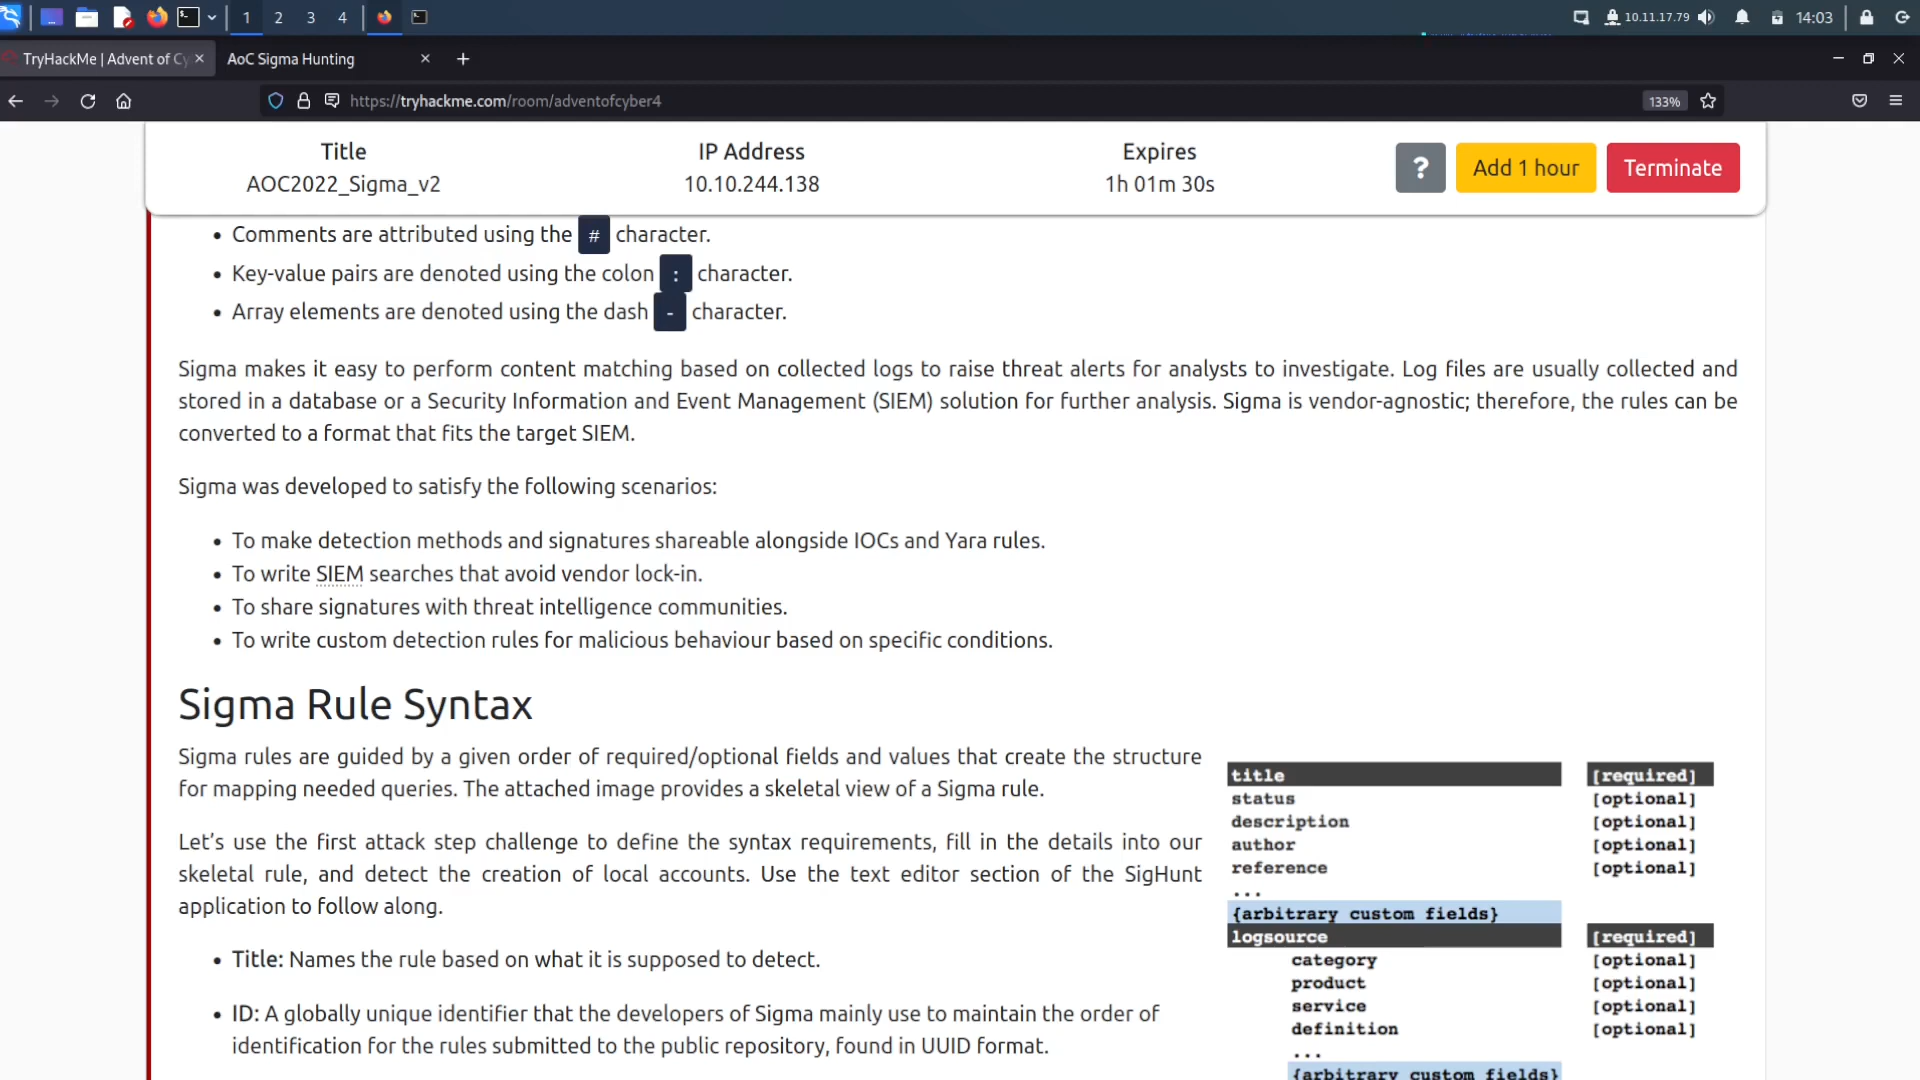 1 2 3 4 10.11.17.79 14:03
TryHackMe | Advent of Cy AoC Sigma Hunting
https://tryhackme.com/room/adventofcyber4 133%
Title IP Address Expires
AOC2022_Sigma_v2 10.10.244.138 1h 01m 30s ? Add 1 hour Terminate
• Comments are attributed using the # character.
• Key-value pairs are denoted using the colon : character.
• Array elements are denoted using the dash - character.
Sigma makes it easy to perform content matching based on collected logs to raise threat alerts for analysts to investigate. Log files are usually collected and
stored in a database or a Security Information and Event Management (SIEM) solution for further analysis. Sigma is vendor-agnostic; therefore, the rules can be
converted to a format that fits the target SIEM.
Sigma was developed to satisfy the following scenarios:
• To make detection methods and signatures shareable alongside IOCs and Yara rules.
• To write SIEM searches that avoid vendor lock-in.
• To share signatures with threat intelligence communities.
• To write custom detection rules for malicious behaviour based on specific conditions.
Sigma Rule Syntax
Sigma rules are guided by a given order of required/optional fields and values that create the structure
for mapping needed queries. The attached image provides a skeletal view of a Sigma rule.
Let’s use the first attack step challenge to define the syntax requirements, fill in the details into our
skeletal rule, and detect the creation of local accounts. Use the text editor section of the SigHunt
application to follow along.
• Title: Names the rule based on what it is supposed to detect.
• ID: A globally unique identifier that the developers of Sigma mainly use to maintain the order of
identification for the rules submitted to the public repository, found in UUID format.
title [required]
status [optional]
description [optional]
author [optional]
reference [optional]
...
{arbitrary custom fields}
logsource [required]
category [optional]
product [optional]
service [optional]
definition [optional]
...
{arbitrary custom fields}